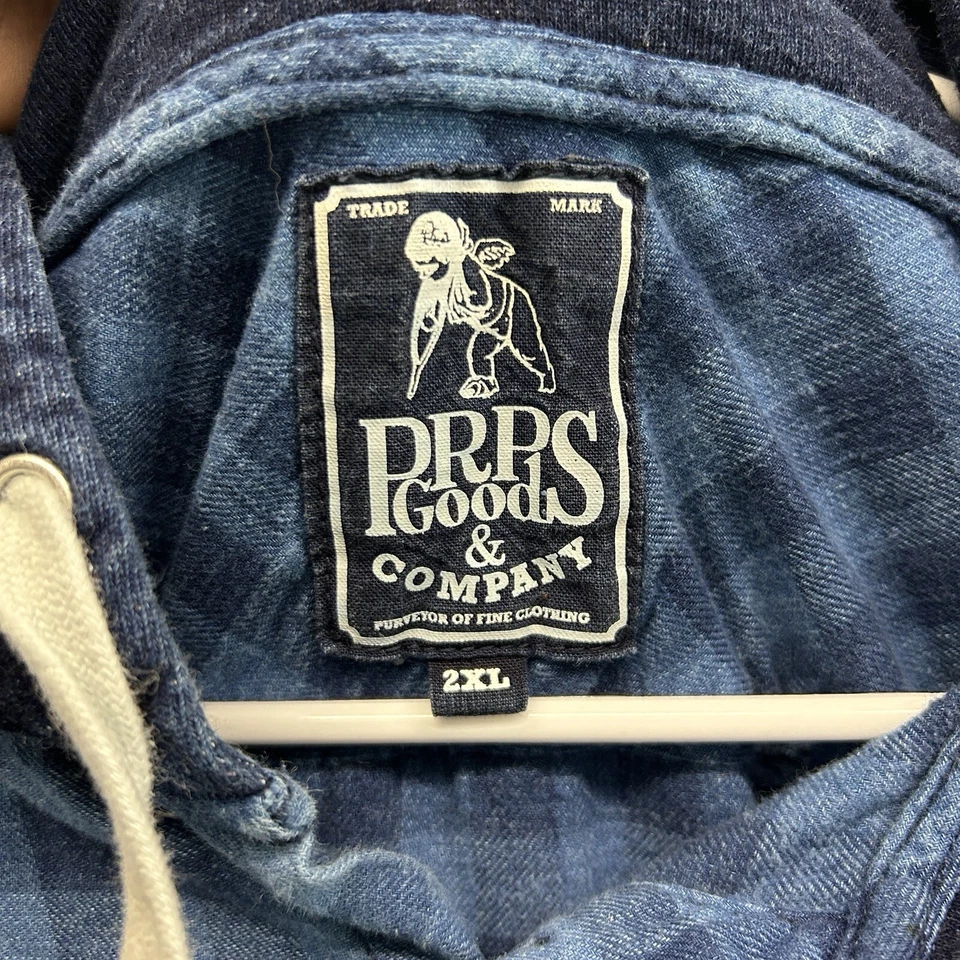 TRADE MARK
PRPS
Goods
&
COMPANY
PURVEYOR OF FINE CLOTHING
2XL